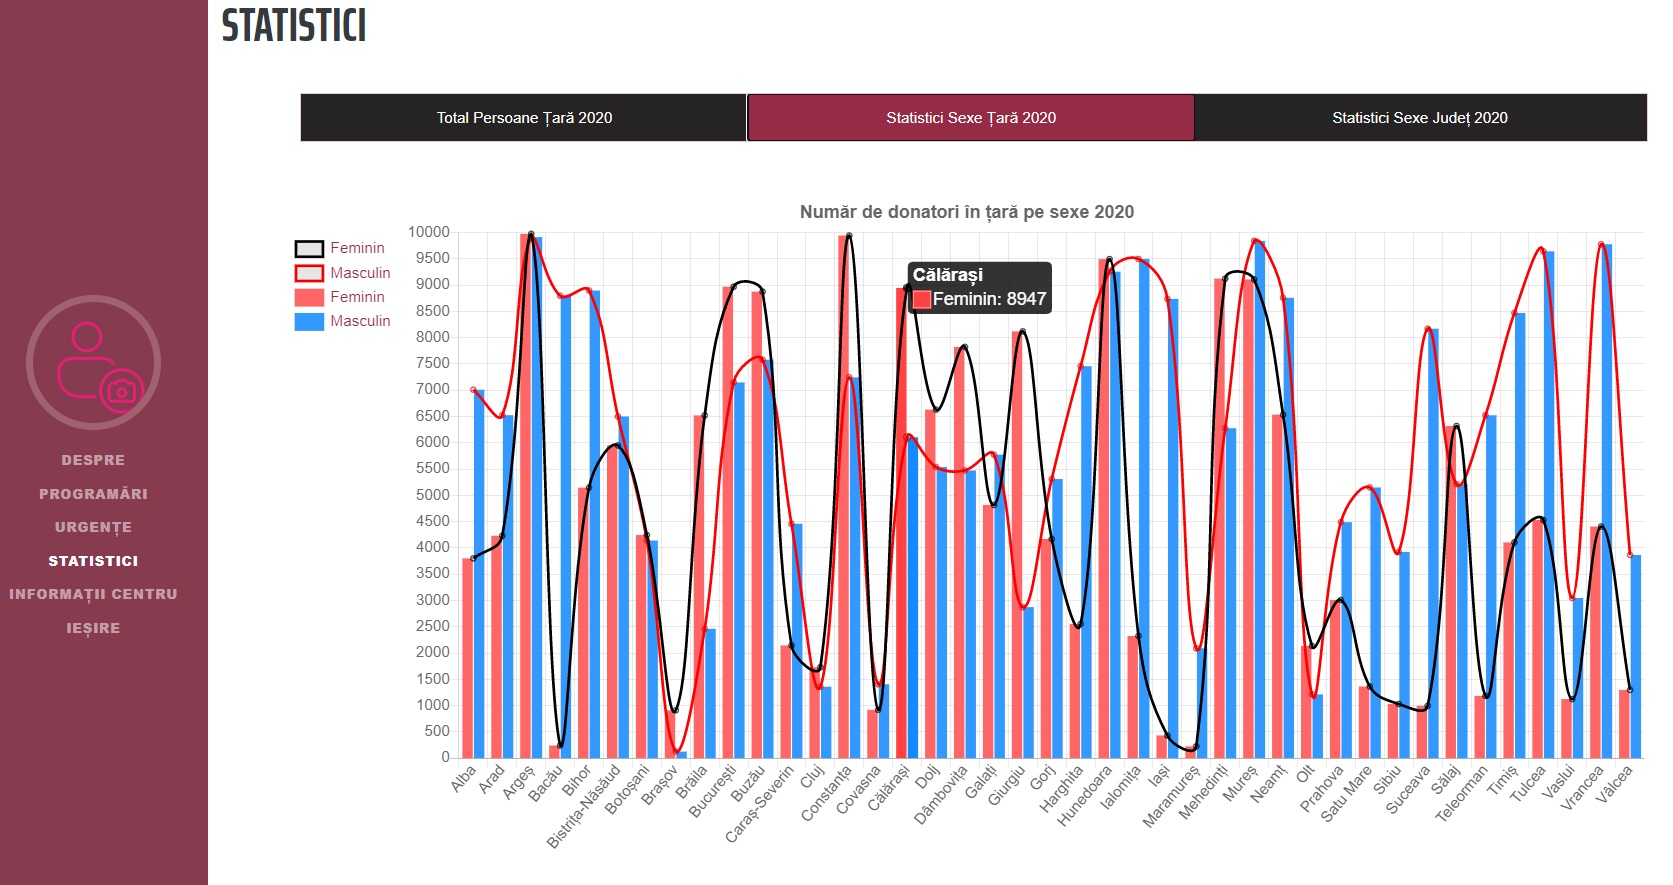 STATISTICI
Total Persoane Țară 2020
Statistici Sexe Țară 2020
Statistici Sexe Județ 2020
DESPRE
PROGRAMĂRI
URGENȚE
STATISTICI
INFORMAȚII CENTRU
IEȘIRE
Număr de donatori în țară pe sexe 2020
Feminin
Masculin
Feminin
Masculin
10000
9500
9000
8500
8000
7500
7000
6500
6000
5500
5000
4500
4000
3500
3000
2500
2000
1500
1000
500
0
Călărași
Feminin: 8947
Alba
Arad
Argeș
Bacău
Bihor
Bistrița-Năsăud
Botoșani
Brașov
Brăila
București
Buzău
Caraș-Severin
Cluj
Constanța
Covasna
Călărași
Dolj
Dâmbovița
Galați
Giurgiu
Gorj
Harghita
Hunedoara
Ialomița
Iași
Maramureș
Mehedinți
Mureș
Neamț
Olt
Prahova
Satu Mare
Sibiu
Suceava
Sălaj
Teleorman
Timiș
Tulcea
Vaslui
Vrancea
Vâlcea